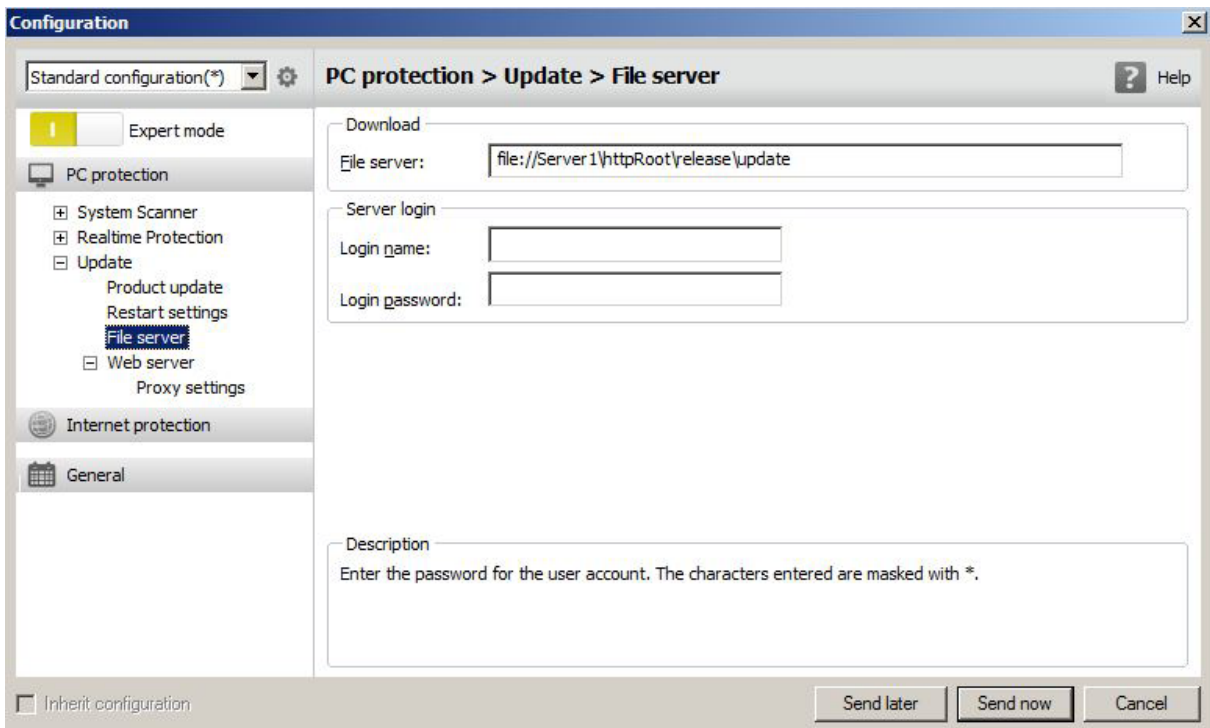 Configuration
Standard configuration(*)
PC protection > Update > File server
? Help
Expert mode
PC protection
System Scanner
Realtime Protection
Update
Product update
Restart settings
File server
Web server
Proxy settings
Internet protection
General
Download
File server:
file://Server1\httpRoot\release\update
Server login
Login name:
Login password:
Description
Enter the password for the user account. The characters entered are masked with *.
Inherit configuration
Send later
Send now
Cancel